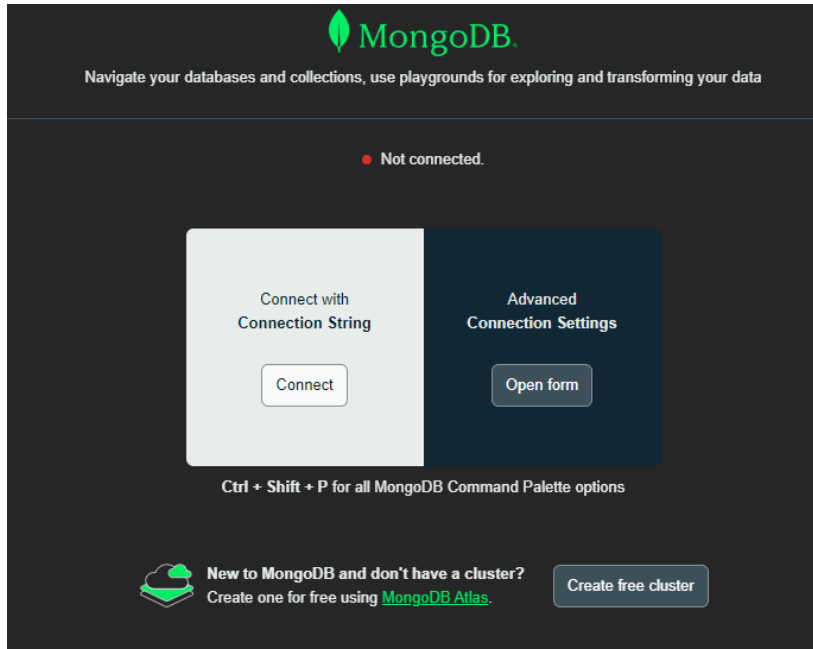 MongoDB.
Navigate your databases and collections, use playgrounds for exploring and transforming your data
Not connected.
Connect with
Connection String
Connect
Advanced
Connection Settings
Open form
Ctrl + Shift + P for all MongoDB Command Palette options
New to MongoDB and don't have a cluster?
Create one for free using MongoDB Atlas.
Create free cluster